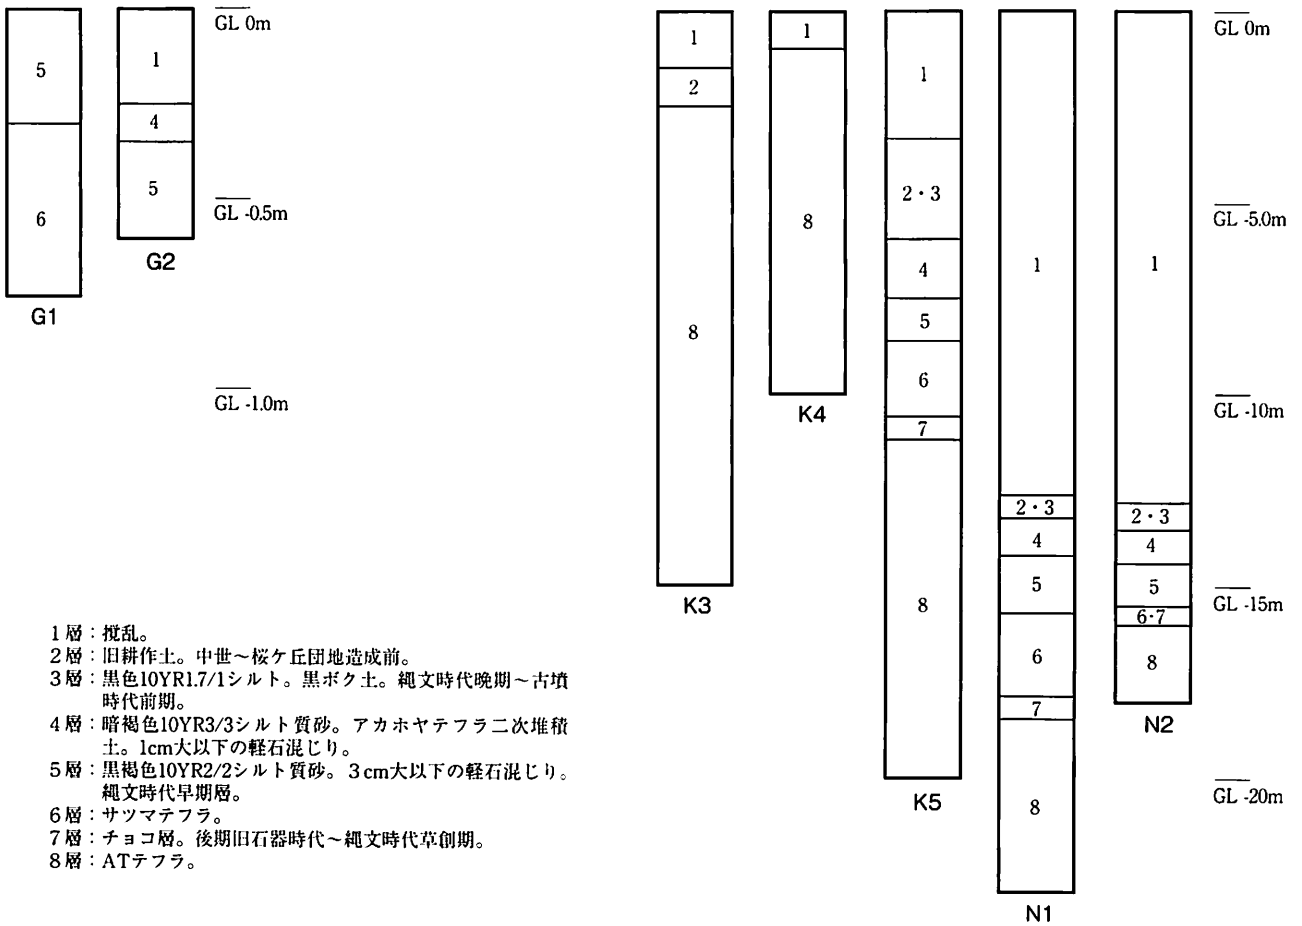 5
6
G1
1
4
5
G2
GL 0m
GL -0.5m
GL -1.0m
1
2
8
K3
1
8
K4
1
2・3
4
5
6
7
8
K5
1
2・3
4
5
6
7
8
N1
1
2・3
4
5
6・7
8
N2
GL 0m
GL -5.0m
GL -10m
GL -15m
GL -20m
1層：攪乱。
2層：旧耕作土。中世～桜ケ丘団地造成前。
3層：黒色10YR1.7/1シルト。黒ボク土。縄文時代晩期～古墳
時代前期。
4層：暗褐色10YR3/3シルト質砂。アカホヤテフラ二次堆積
土。1cm大以下の軽石混じり。
5層：黒褐色10YR2/2シルト質砂。3cm大以下の軽石混じり。
縄文時代早期層。
6層：サツマテフラ。
7層：チョコ層。後期旧石器時代～縄文時代草創期。
8層：ATテフラ。